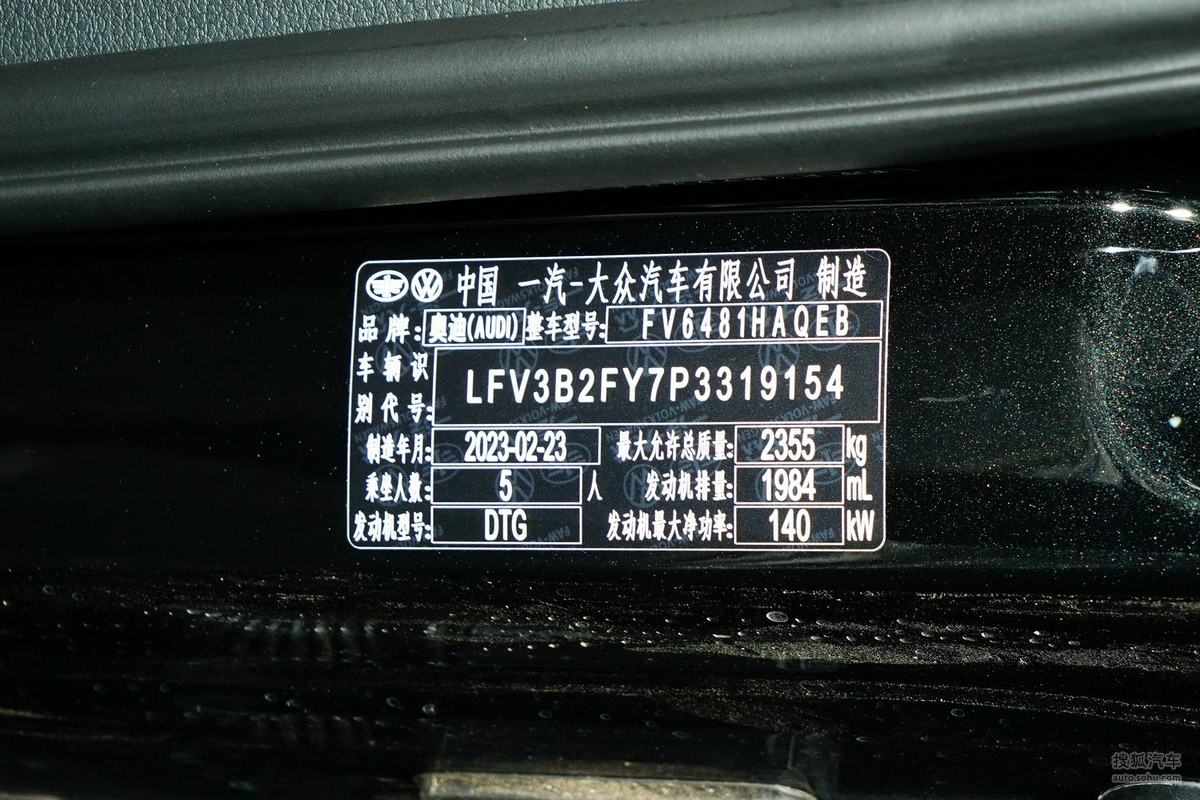 中国 一汽-大众汽车有限公司 制造
品牌: 奥迪(AUDI) 整车型号: FV6481HAQEB
车辆识别代号: LFV3B2FY7P3319154
制造年月: 2023-02-23 最大允许总质量: 2355 kg
乘坐人数: 5 人 发动机排量: 1984 mL
发动机型号: DTG 发动机最大净功率: 140 kW
搜狐汽车
auto.sohu.com